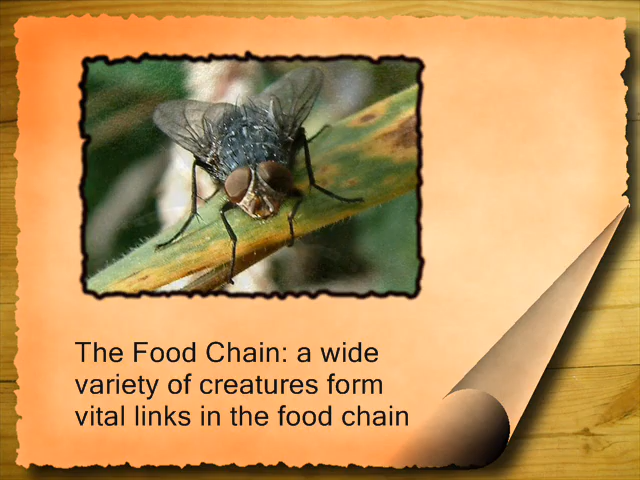 The Food Chain: a wide
variety of creatures form
vital links in the food chain